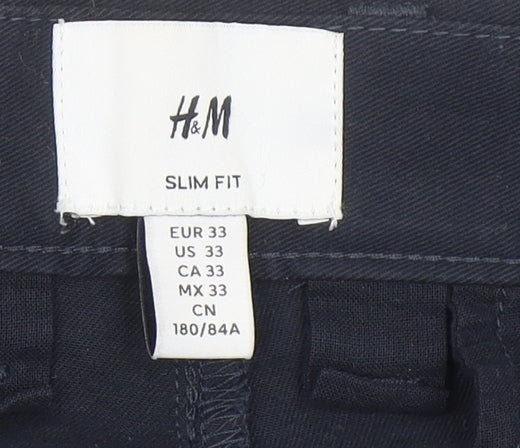 H&M
SLIM FIT
EUR 33
US 33
CA 33
MX 33
CN
180/84A